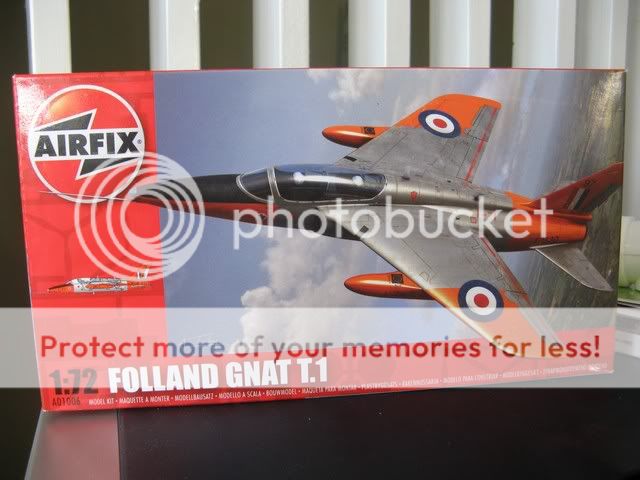 AIRFIX
photobucket
Protect more of your memories for less!
1:72 FOLLAND GNAT T.1
A01006 MODEL KIT • MAQUETTE A MONTER • MODELLBAUSATZ • MODELLO A SCALA • BOUWMODEL • MAQUETA PARA MONTAR